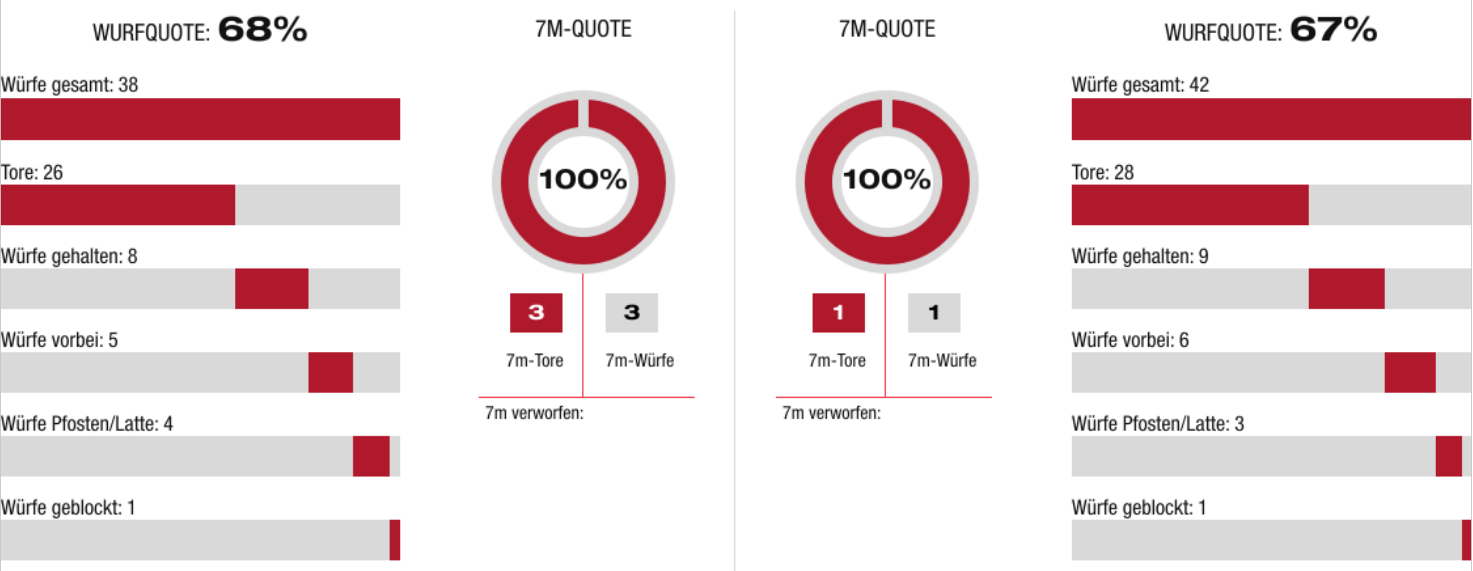 WURFQUOTE: 68%
Würfe gesamt: 38
Tore: 26
Würfe gehalten: 8
Würfe vorbei: 5
Würfe Pfosten/Latte: 4
Würfe geblockt: 1
7M-QUOTE
100%
3 3
7m-Tore 7m-Würfe
7m verworfen:
7M-QUOTE
100%
1 1
7m-Tore 7m-Würfe
7m verworfen:
WURFQUOTE: 67%
Würfe gesamt: 42
Tore: 28
Würfe gehalten: 9
Würfe vorbei: 6
Würfe Pfosten/Latte: 3
Würfe geblockt: 1